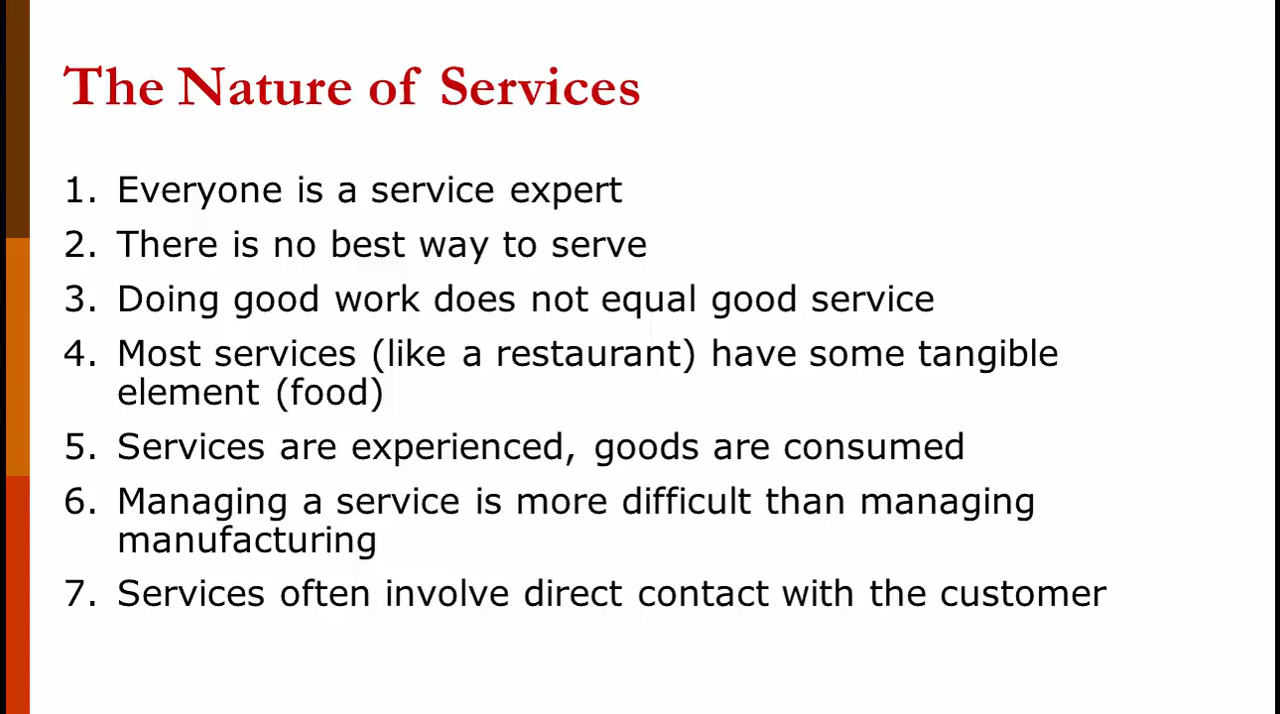 The Nature of Services
1. Everyone is a service expert
2. There is no best way to serve
3. Doing good work does not equal good service
4. Most services (like a restaurant) have some tangible
element (food)
5. Services are experienced, goods are consumed
6. Managing a service is more difficult than managing
manufacturing
7. Services often involve direct contact with the customer